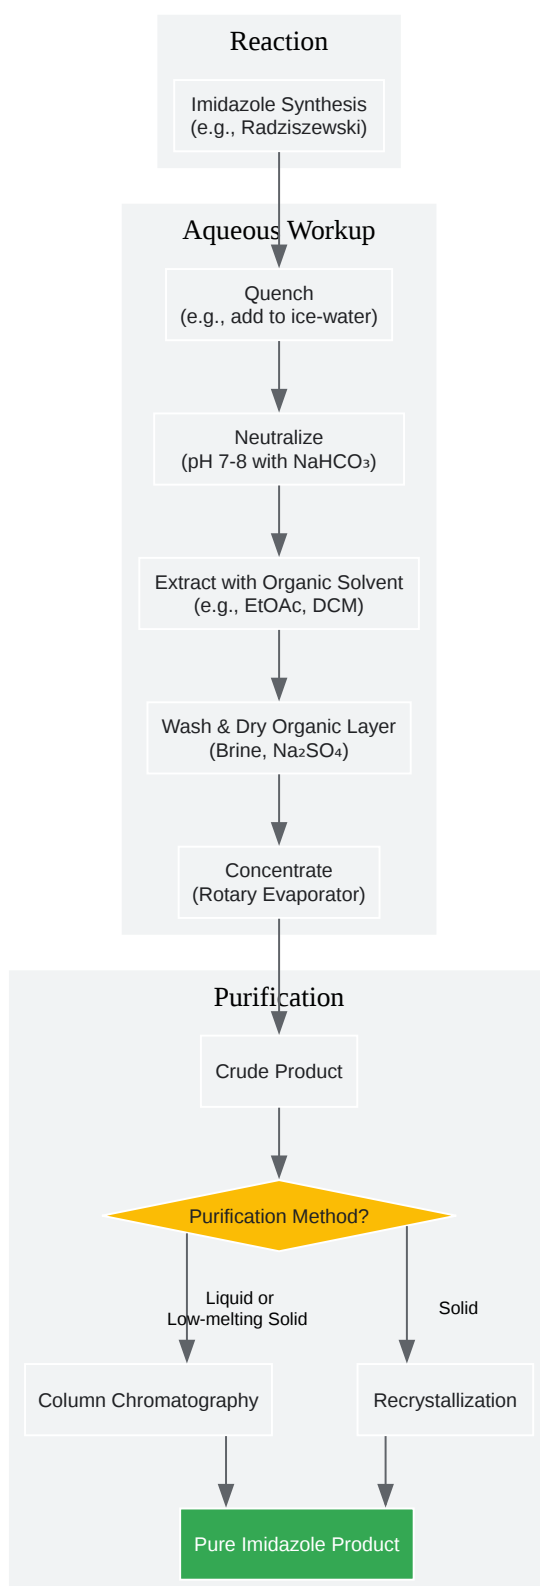 Reaction
Imidazole Synthesis
(e.g., Radziszewski)
Aqueous Workup
Quench
(e.g., add to ice-water)
Neutralize
(pH 7-8 with NaHCO₃)
Extract with Organic Solvent
(e.g., EtOAc, DCM)
Wash & Dry Organic Layer
(Brine, Na₂SO₄)
Concentrate
(Rotary Evaporator)
Purification
Crude Product
Purification Method?
Liquid or
Low-melting Solid
Solid
Column Chromatography
Recrystallization
Pure Imidazole Product